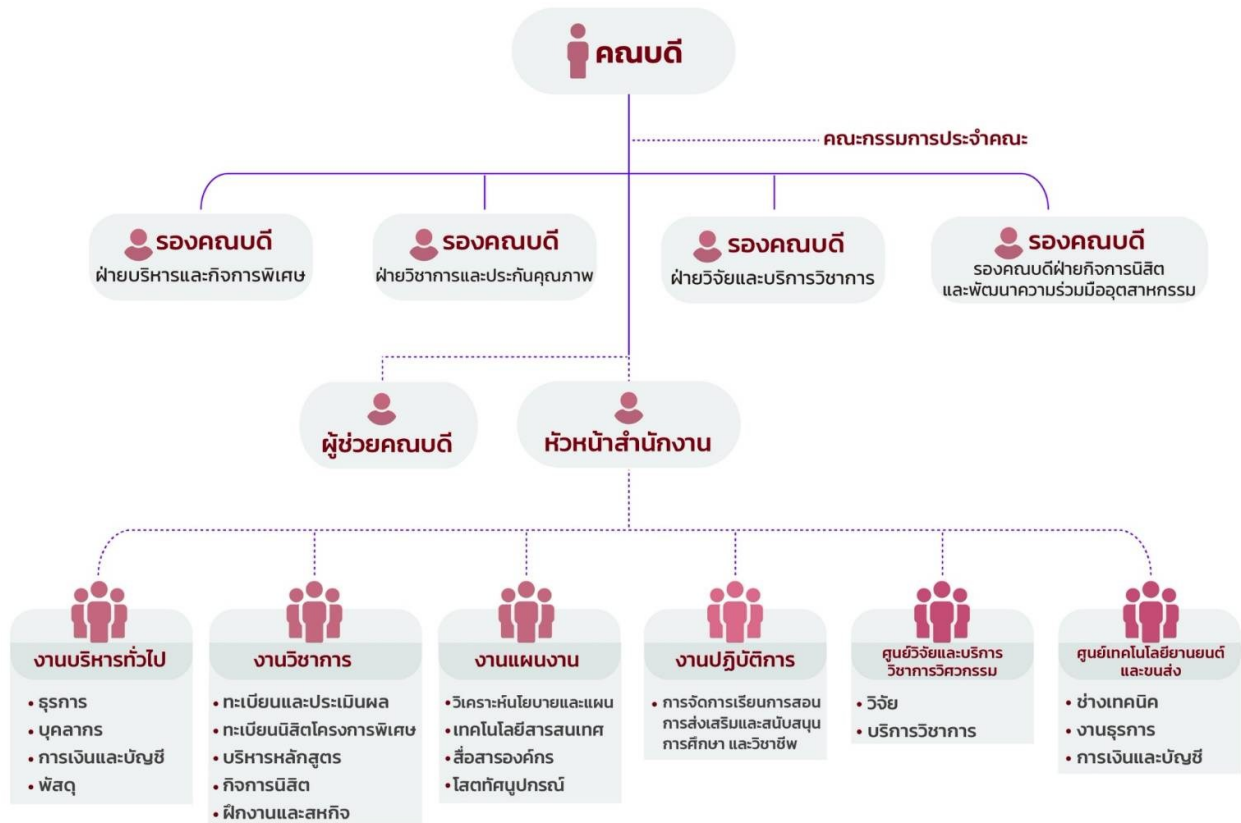 คณบดี
คณะกรรมการประจำคณะ
รองคณบดี
ฝ่ายบริหารและกิจการพิเศษ
รองคณบดี
ฝ่ายวิชาการและประกันคุณภาพ
รองคณบดี
ฝ่ายวิจัยและบริการวิชาการ
รองคณบดี
รองคณบดีฝ่ายกิจการนิสิต
และพัฒนาความร่วมมืออุตสาหกรรม
ผู้ช่วยคณบดี
หัวหน้าสำนักงาน
งานบริหารทั่วไป
• ธุรการ
• บุคลากร
• การเงินและบัญชี
• พัสดุ
งานวิชาการ
• ทะเบียนและประเมินผล
• ทะเบียนนิสิตโครงการพิเศษ
• บริหารหลักสูตร
• กิจการนิสิต
• ฝึกงานและสหกิจ
งานแผนงาน
• วิเคราะห์นโยบายและแผน
• เทคโนโลยีสารสนเทศ
• สื่อสารองค์กร
• โสตทัศนูปกรณ์
งานปฏิบัติการ
• การจัดการเรียนการสอน
การส่งเสริมและสนับสนุน
การศึกษา และวิชาชีพ
ศูนย์วิจัยและบริการ
วิชาการวิศวกรรม
• วิจัย
• บริการวิชาการ
ศูนย์เทคโนโลยียานยนต์
และขนส่ง
• ช่างเทคนิค
• งานธุรการ
• การเงินและบัญชี